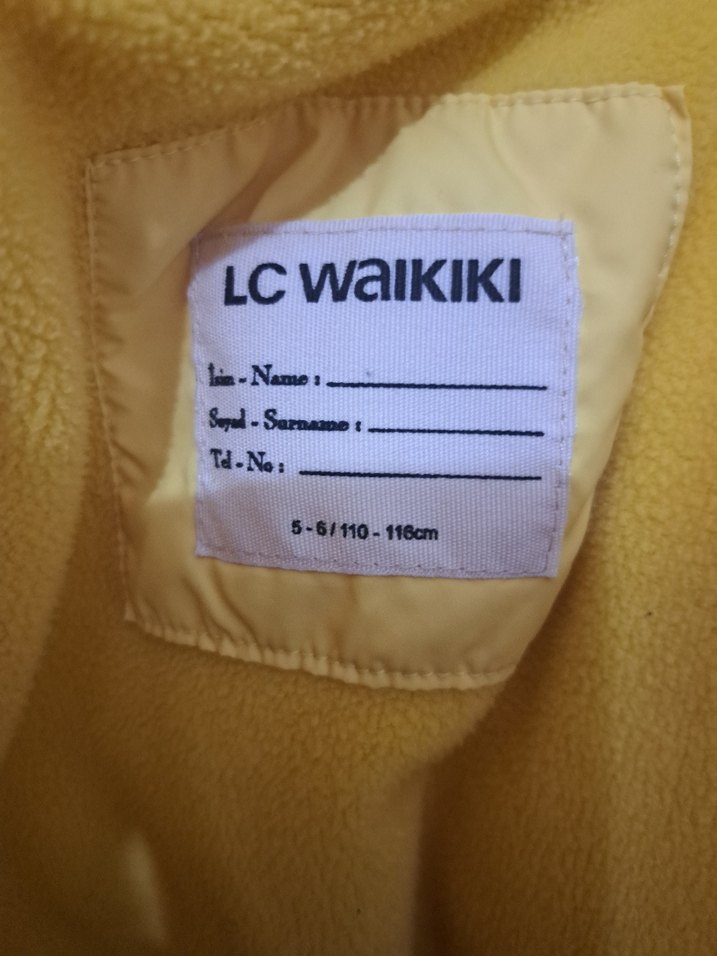 LC WAIKIKI
İsim - Name :
Soyad - Surname :
Tel - No :
5 - 6 / 110 - 116cm